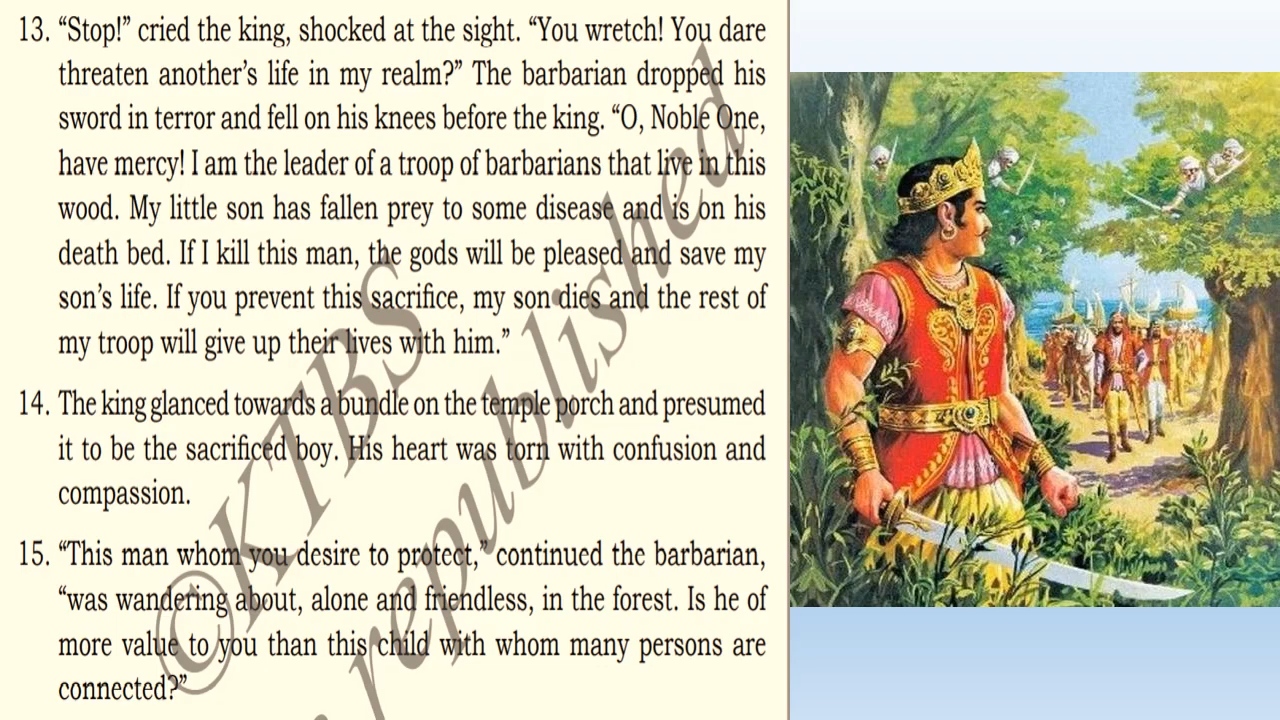 13. “Stop!” cried the king, shocked at the sight. “You wretch! You dare
threaten another’s life in my realm?” The barbarian dropped his
sword in terror and fell on his knees before the king. “O, Noble One,
have mercy! I am the leader of a troop of barbarians that live in this
wood. My little son has fallen prey to some disease and is on his
death bed. If I kill this man, the gods will be pleased and save my
son’s life. If you prevent this sacrifice, my son dies and the rest of
my troop will give up their lives with him.”
14. The king glanced towards a bundle on the temple porch and presumed
it to be the sacrificed boy. His heart was torn with confusion and
compassion.
15. “This man whom you desire to protect,” continued the barbarian,
“was wandering about, alone and friendless, in the forest. Is he of
more value to you than this child with whom many persons are
connected?”
©KTBS
republished